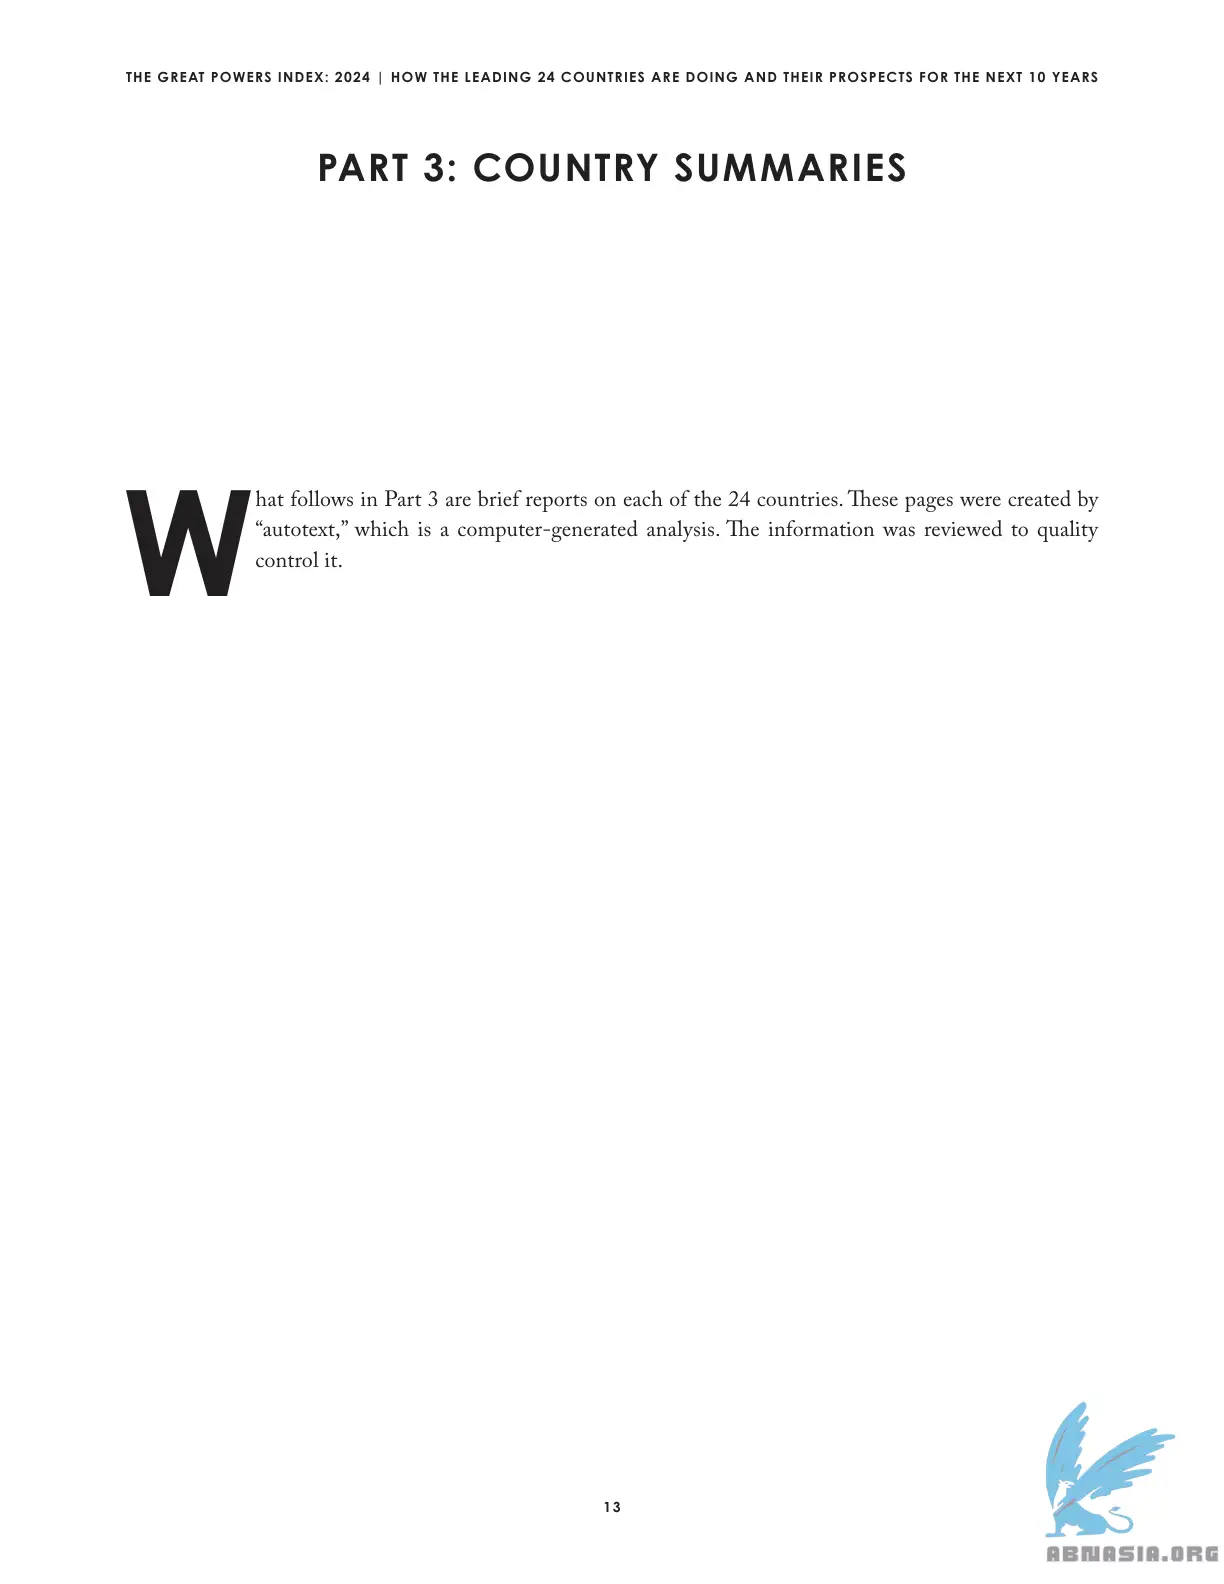 THE GREAT POWERS INDEX: 2024 | HOW THE LEADING 24 COUNTRIES ARE DOING AND THEIR PROSPECTS FOR THE NEXT 10 YEARS
PART 3: COUNTRY SUMMARIES
What follows in Part 3 are brief reports on each of the 24 countries. These pages were created by
“autotext,” which is a computer-generated analysis. The information was reviewed to quality
control it.
13
ABNASIA.ORG